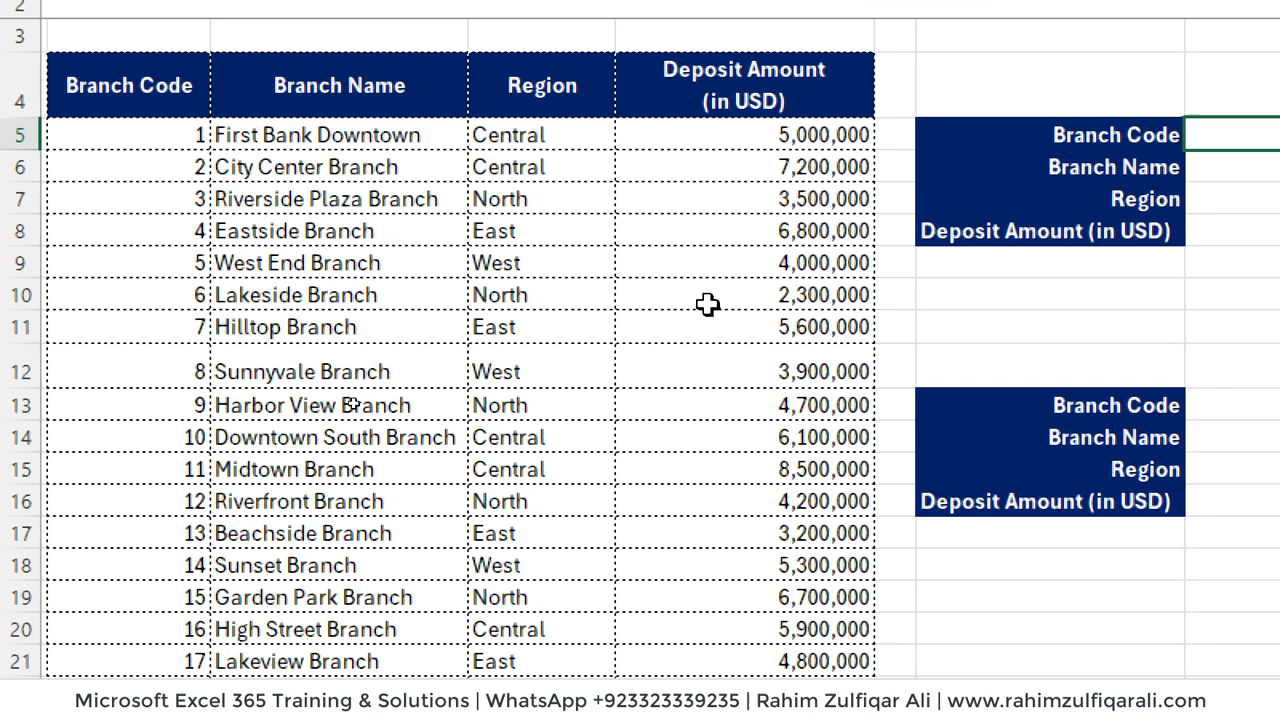 2
3
4 Branch Code Branch Name Region Deposit Amount (in USD)
5 1 First Bank Downtown Central 5,000,000 Branch Code
6 2 City Center Branch Central 7,200,000 Branch Name
7 3 Riverside Plaza Branch North 3,500,000 Region
8 4 Eastside Branch East 6,800,000 Deposit Amount (in USD)
9 5 West End Branch West 4,000,000
10 6 Lakeside Branch North 2,300,000
11 7 Hilltop Branch East 5,600,000
12 8 Sunnyvale Branch West 3,900,000
13 9 Harbor View Branch North 4,700,000 Branch Code
14 10 Downtown South Branch Central 6,100,000 Branch Name
15 11 Midtown Branch Central 8,500,000 Region
16 12 Riverfront Branch North 4,200,000 Deposit Amount (in USD)
17 13 Beachside Branch East 3,200,000
18 14 Sunset Branch West 5,300,000
19 15 Garden Park Branch North 6,700,000
20 16 High Street Branch Central 5,900,000
21 17 Lakeview Branch East 4,800,000
Microsoft Excel 365 Training & Solutions | WhatsApp +923323339235 | Rahim Zulfiqar Ali | www.rahimzulfiqarali.com